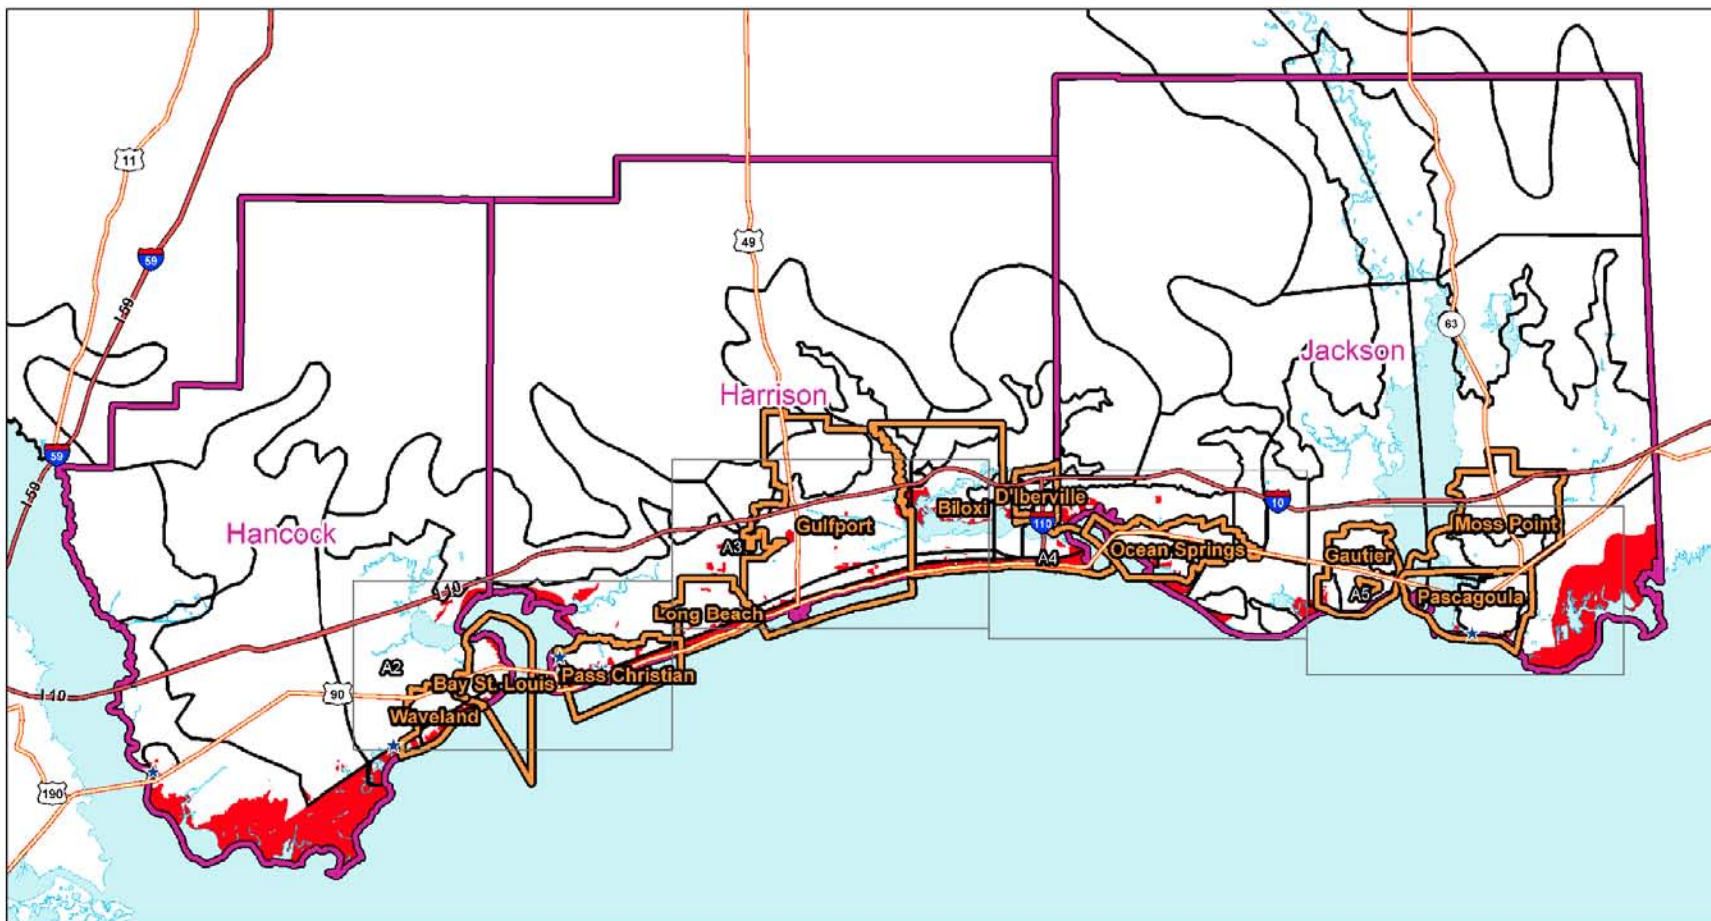 11
59
I-59
49
63
Jackson
Harrison
59
I-59
Hancock
D'Iberville
Biloxi
10
110
Gulfport
Moss Point
A3
Ocean Springs
Gautier
A4
I-10
A5
Pascagoula
Long Beach
A2
Pass Christian
Bay St. Louis
I-10
90
Waveland
190